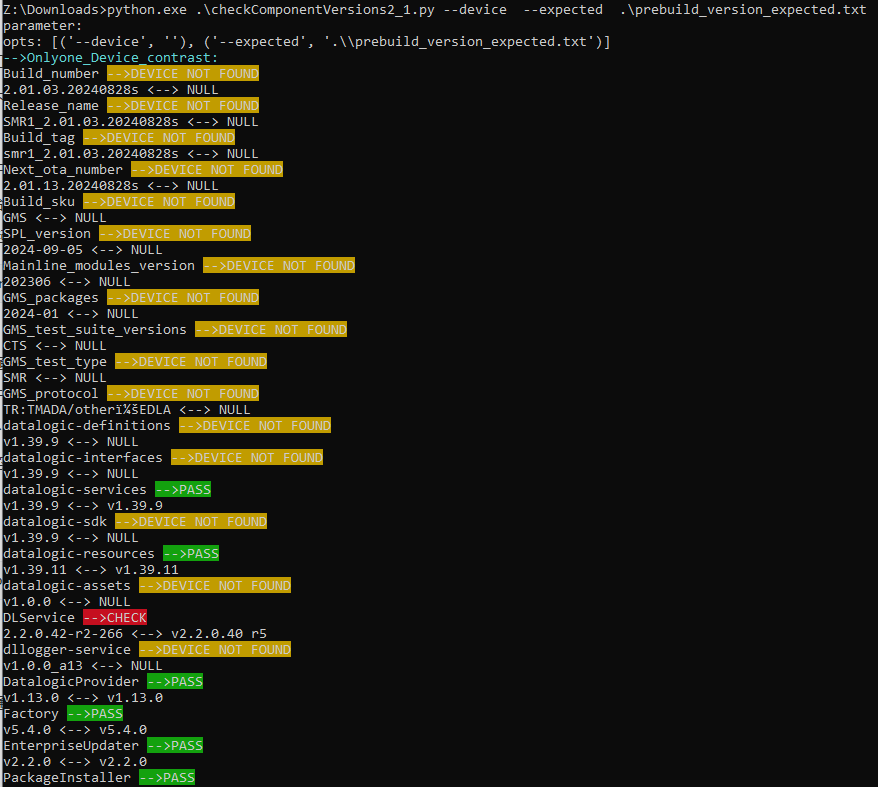 Z:\Downloads>python.exe .\checkComponentVersions2_1.py --device  --expected  .\prebuild_version_expected.txt
parameter:
opts: [('--device', ''), ('--expected', '.\\prebuild_version_expected.txt')]
-->Onlyone_Device_contrast:
Build_number -->DEVICE NOT FOUND
2.01.03.20240828s <--> NULL
Release_name -->DEVICE NOT FOUND
SMR1_2.01.03.20240828s <--> NULL
Build_tag -->DEVICE NOT FOUND
smr1_2.01.03.20240828s <--> NULL
Next_ota_number -->DEVICE NOT FOUND
2.01.13.20240828s <--> NULL
Build_sku -->DEVICE NOT FOUND
GMS <--> NULL
SPL_version -->DEVICE NOT FOUND
2024-09-05 <--> NULL
Mainline_modules_version -->DEVICE NOT FOUND
202306 <--> NULL
GMS_packages -->DEVICE NOT FOUND
2024-01 <--> NULL
GMS_test_suite_versions -->DEVICE NOT FOUND
CTS <--> NULL
GMS_test_type -->DEVICE NOT FOUND
SMR <--> NULL
GMS_protocol -->DEVICE NOT FOUND
TR:TMADA/otherï¼šEDLA <--> NULL
datalogic-definitions -->DEVICE NOT FOUND
v1.39.9 <--> NULL
datalogic-interfaces -->DEVICE NOT FOUND
v1.39.9 <--> NULL
datalogic-services -->PASS
v1.39.9 <--> v1.39.9
datalogic-sdk -->DEVICE NOT FOUND
v1.39.9 <--> NULL
datalogic-resources -->PASS
v1.39.11 <--> v1.39.11
datalogic-assets -->DEVICE NOT FOUND
v1.0.0 <--> NULL
DLService -->CHECK
2.2.0.42-r2-266 <--> v2.2.0.40 r5
dllogger-service -->DEVICE NOT FOUND
v1.0.0_a13 <--> NULL
DatalogicProvider -->PASS
v1.13.0 <--> v1.13.0
Factory -->PASS
v5.4.0 <--> v5.4.0
EnterpriseUpdater -->PASS
v2.2.0 <--> v2.2.0
PackageInstaller -->PASS